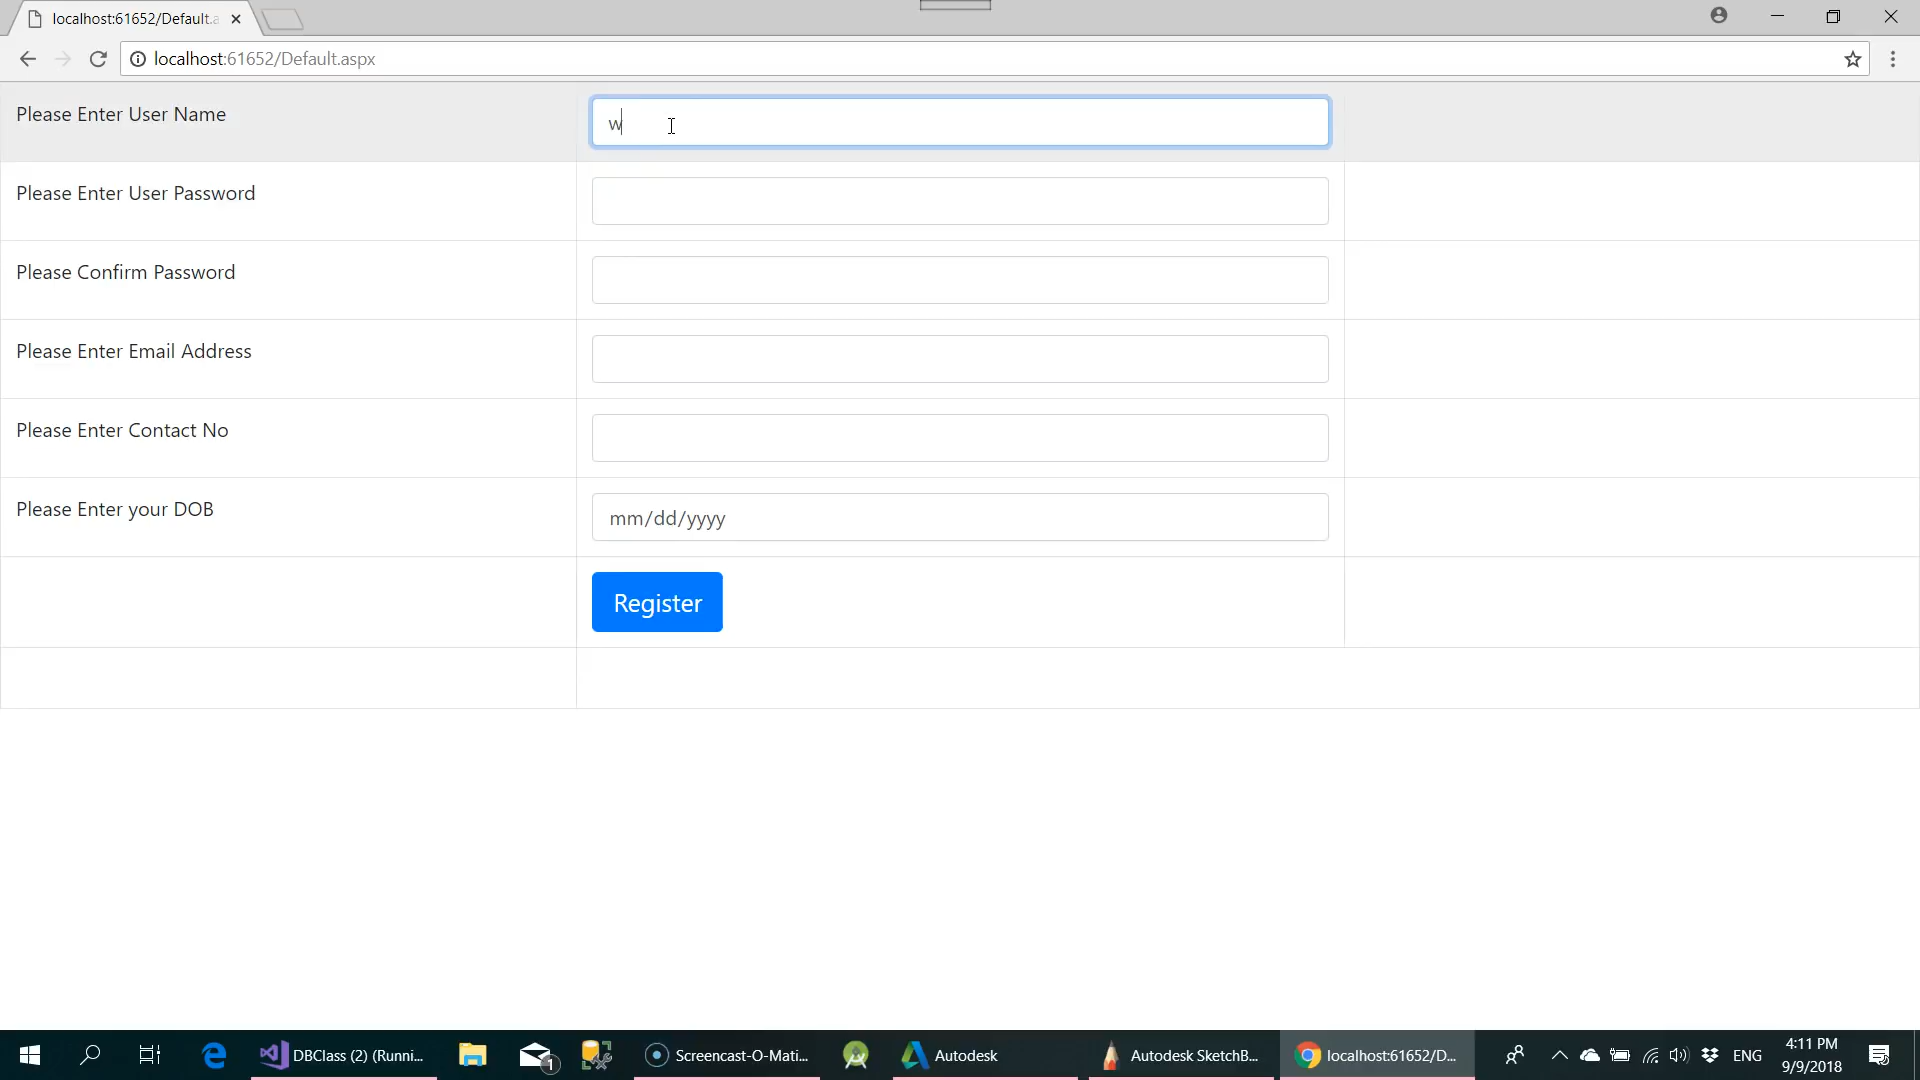 localhost:61652/Default.a
localhost:61652/Default.aspx
Please Enter User Name
w
Please Enter User Password
Please Confirm Password
Please Enter Email Address
Please Enter Contact No
Please Enter your DOB
mm/dd/yyyy
Register
DBClass (2) (Runni...
1
Screencast-O-Mati...
Autodesk
Autodesk SketchB...
localhost:61652/D...
ENG
4:11 PM
9/9/2018